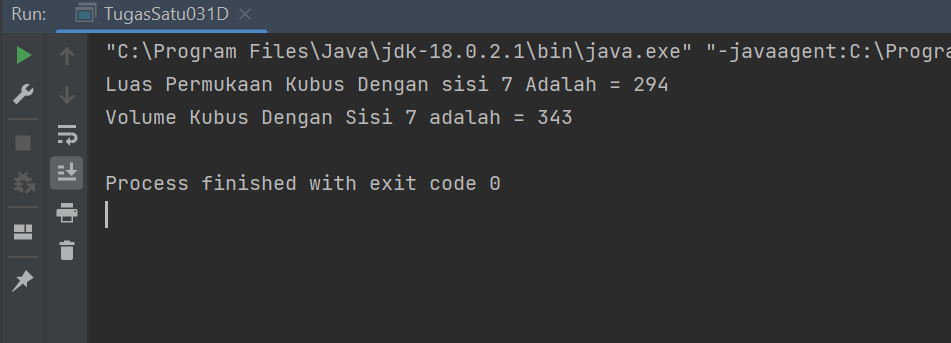 Run: TugasSatu031D
"C:\Program Files\Java\jdk-18.0.2.1\bin\java.exe" "-javaagent:C:\Progra
Luas Permukaan Kubus Dengan sisi 7 Adalah = 294
Volume Kubus Dengan Sisi 7 adalah = 343
Process finished with exit code 0